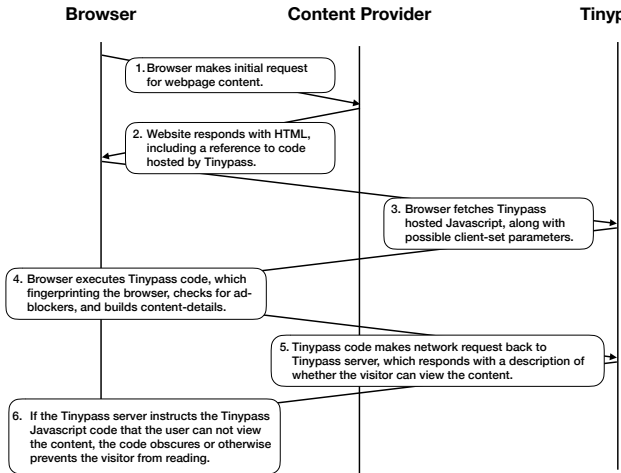 Browser
Content Provider
Tinyp
1. Browser makes initial request
for webpage content.
2. Website responds with HTML,
including a reference to code
hosted by Tinypass.
3. Browser fetches Tinypass
hosted Javascript, along with
possible client-set parameters.
4. Browser executes Tinypass code, which
fingerprinting the browser, checks for ad-
blockers, and builds content-details.
5. Tinypass code makes network request back to
Tinypass server, which responds with a description of
whether the visitor can view the content.
6. If the Tinypass server instructs the Tinypass
Javascript code that the user can not view
the content, the code obscures or otherwise
prevents the visitor from reading.